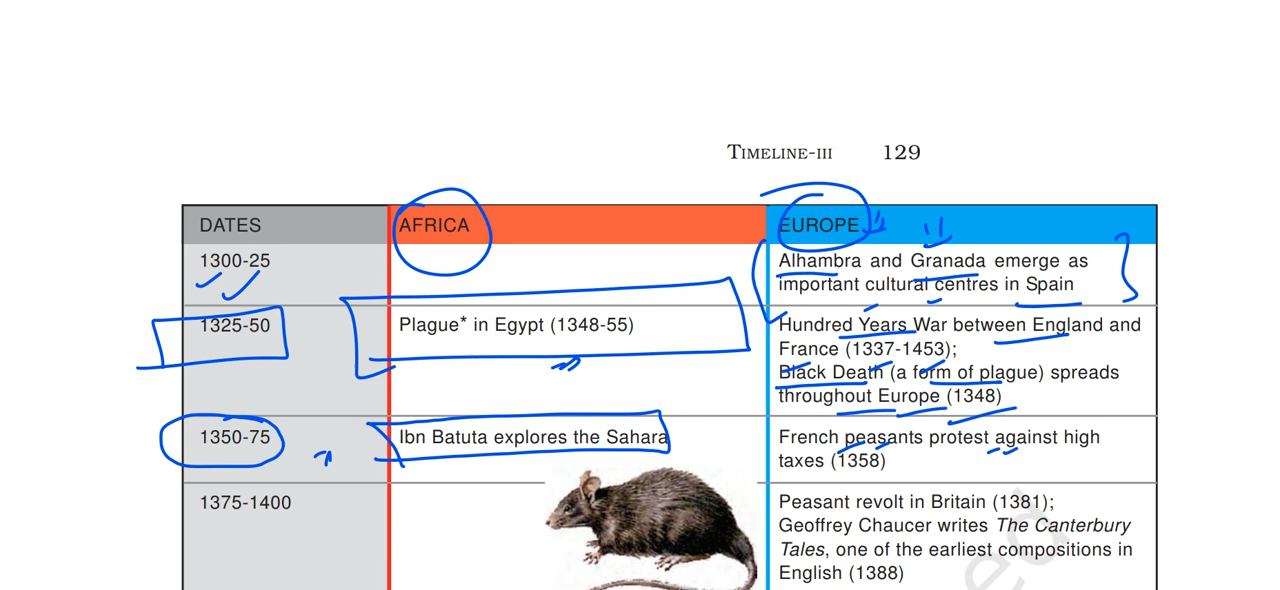 TIMELINE-III 129
DATES AFRICA EUROPE
1300-25 Alhambra and Granada emerge as
important cultural centres in Spain
1325-50 Plague* in Egypt (1348-55) Hundred Years War between England and
France (1337-1453);
Black Death (a form of plague) spreads
throughout Europe (1348)
1350-75 Ibn Batuta explores the Sahara French peasants protest against high
taxes (1358)
1375-1400 Peasant revolt in Britain (1381);
Geoffrey Chaucer writes The Canterbury
Tales, one of the earliest compositions in
English (1388)